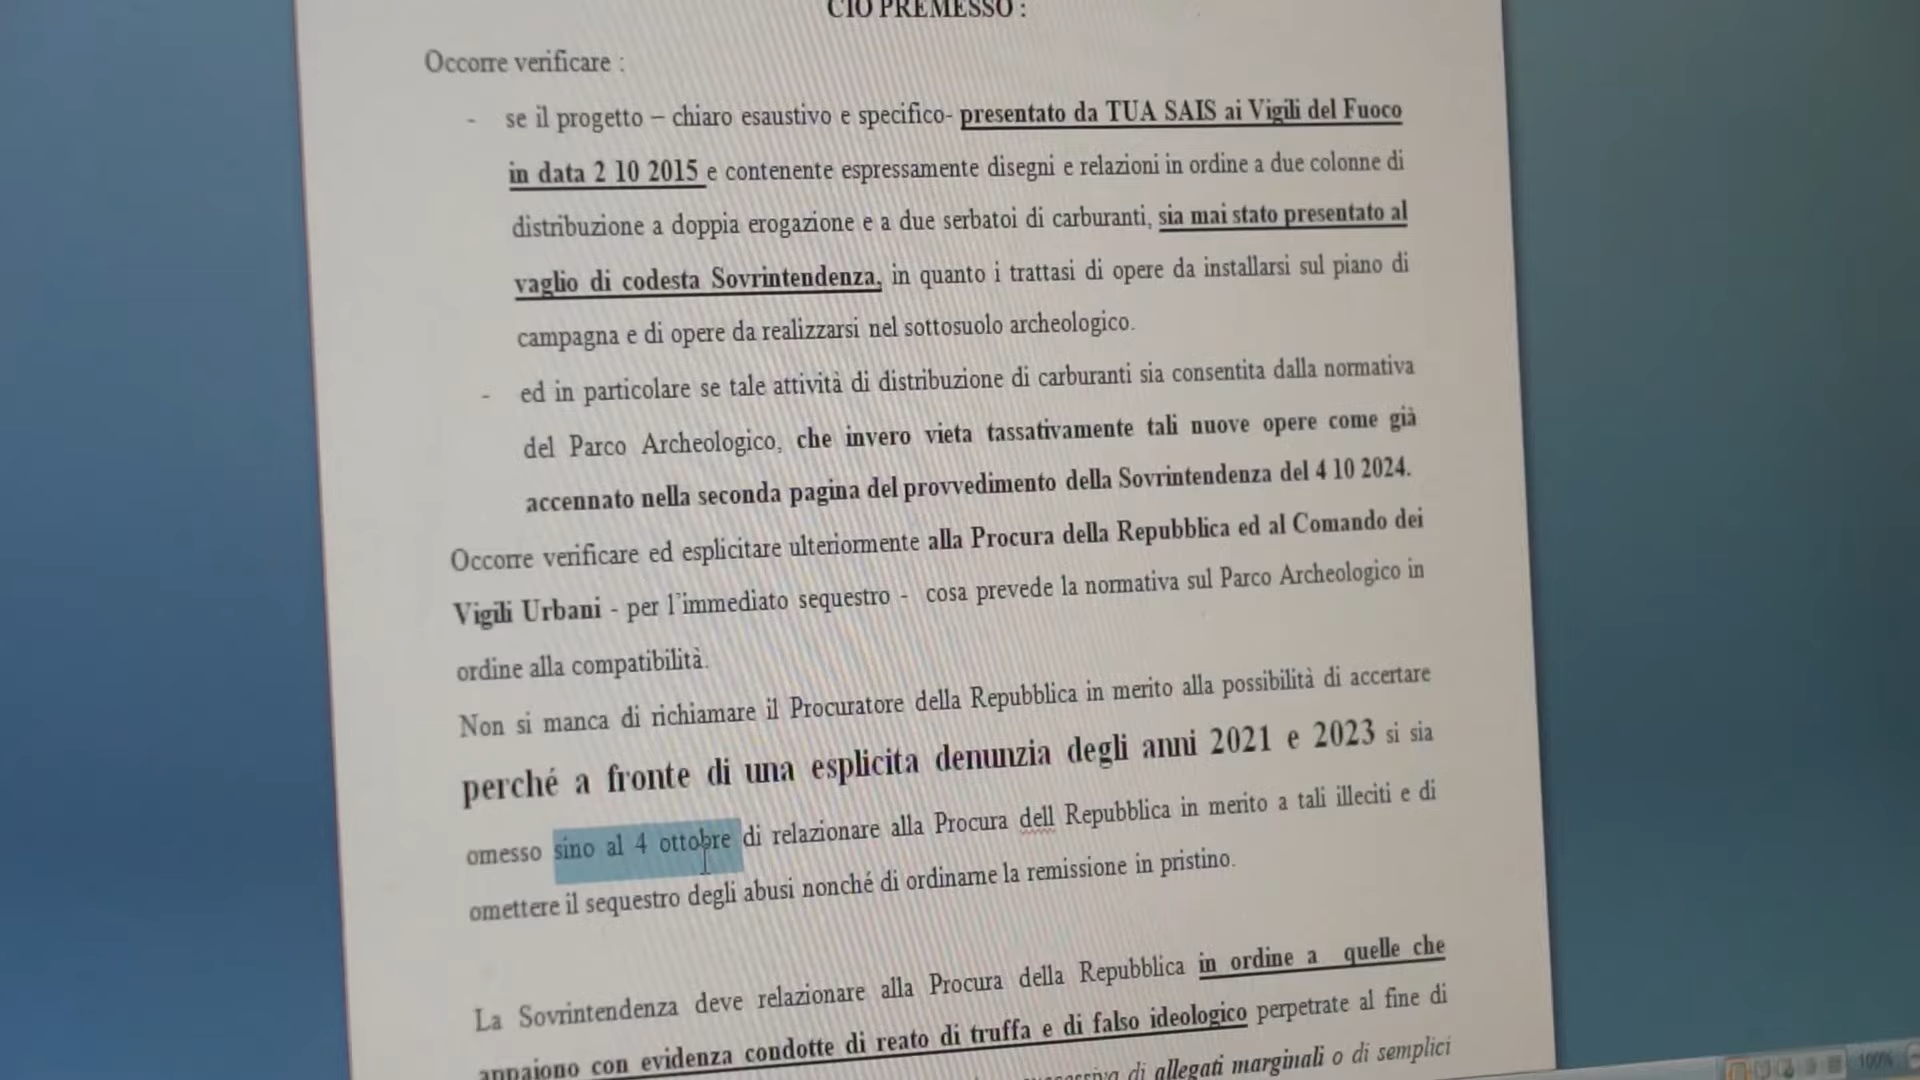 CIO PREMESSO :
Occorre verificare :
- se il progetto – chiaro esaustivo e specifico- presentato da TUA SAIS ai Vigili del Fuoco
in data 2 10 2015 e contenente espressamente disegni e relazioni in ordine a due colonne di
distribuzione a doppia erogazione e a due serbatoi di carburanti, sia mai stato presentato al
vaglio di codesta Sovrintendenza, in quanto i trattasi di opere da installarsi sul piano di
campagna e di opere da realizzarsi nel sottosuolo archeologico.
- ed in particolare se tale attività di distribuzione di carburanti sia consentita dalla normativa
del Parco Archeologico, che invero vieta tassativamente tali nuove opere come già
accennato nella seconda pagina del provvedimento della Sovrintendenza del 4 10 2024.
Occorre verificare ed esplicitare ulteriormente alla Procura della Repubblica ed al Comando dei
Vigili Urbani - per l'immediato sequestro - cosa prevede la normativa sul Parco Archeologico in
ordine alla compatibilità.
Non si manca di richiamare il Procuratore della Repubblica in merito alla possibilità di accertare
perché a fronte di una esplicita denunzia degli anni 2021 e 2023 si sia
omesso sino al 4 ottobre di relazionare alla Procura dell Repubblica in merito a tali illeciti e di
omettere il sequestro degli abusi nonché di ordinarne la remissione in pristino.
La Sovrintendenza deve relazionare alla Procura della Repubblica in ordine a quelle che
appaiono con evidenza condotte di reato di truffa e di falso ideologico perpetrate al fine di
di allegati marginali o di semplici
100%